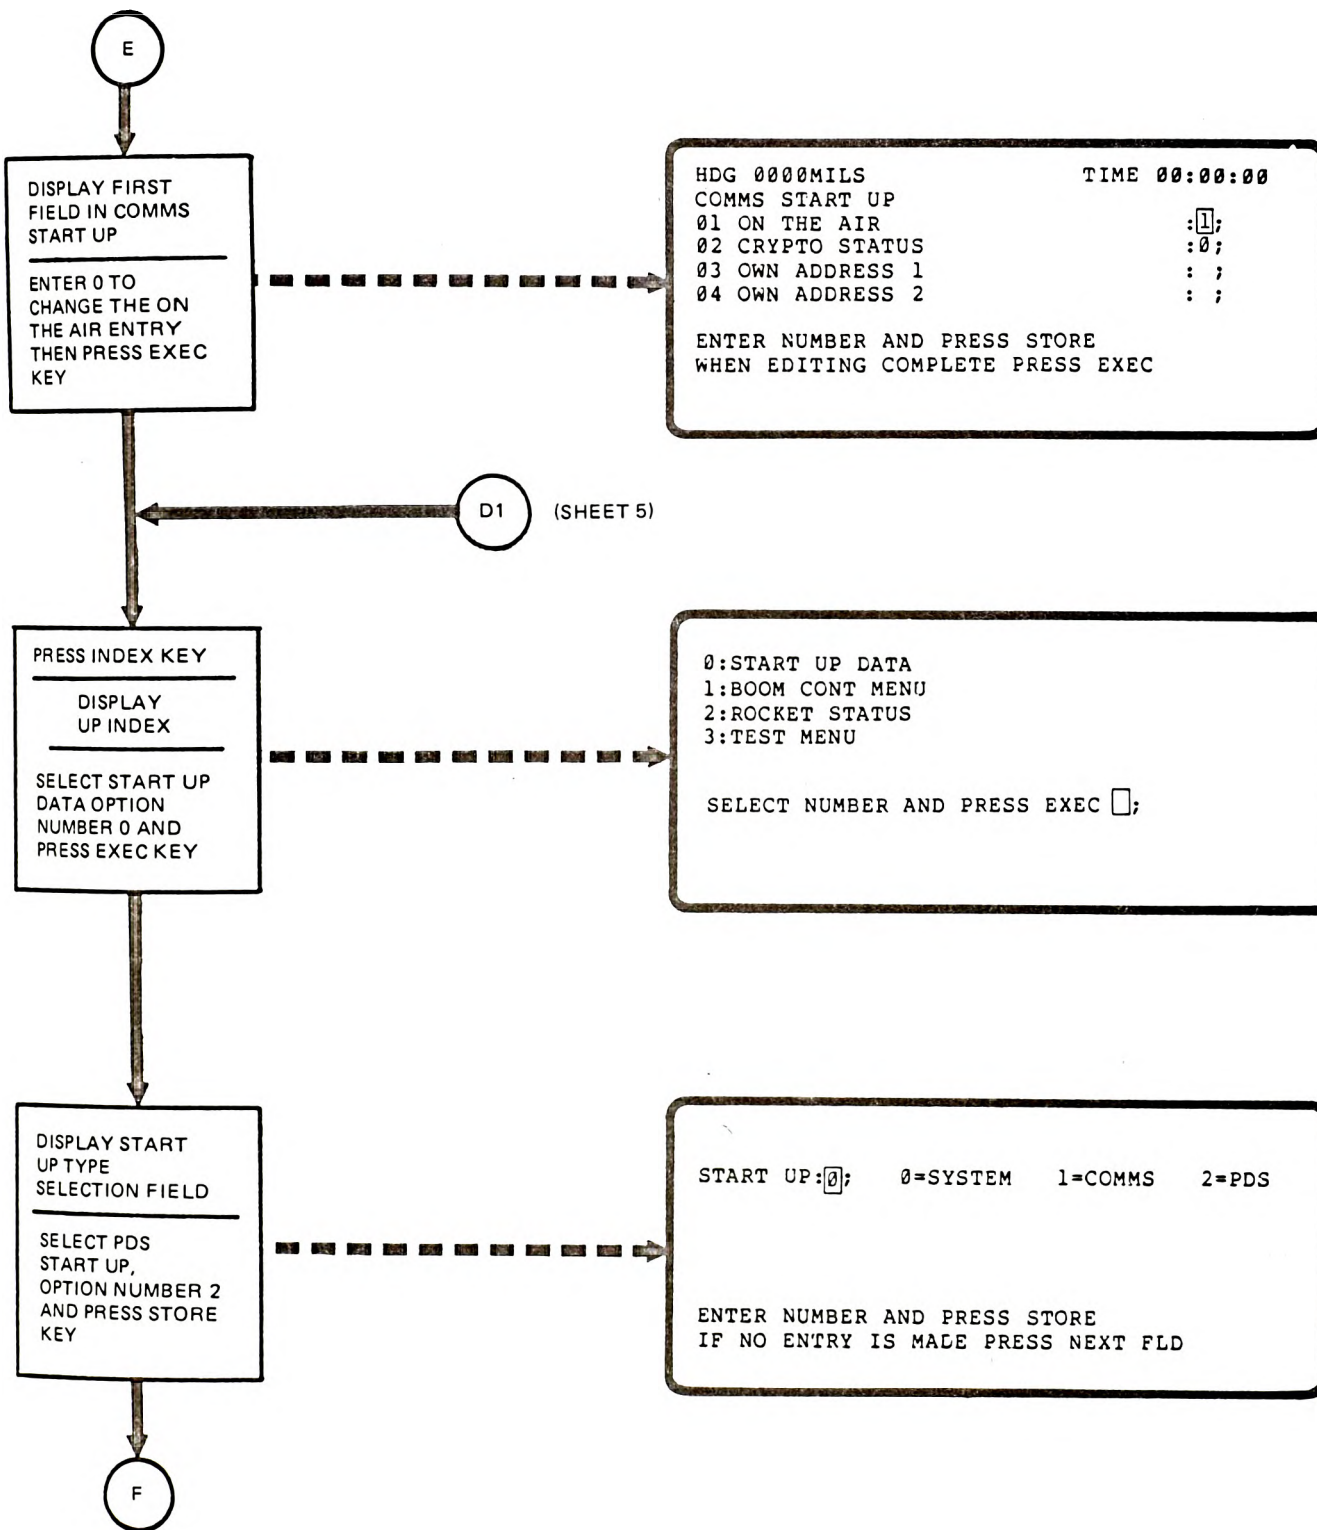 E
DISPLAY FIRST
FIELD IN COMMS
START UP
ENTER 0 TO
CHANGE THE ON
THE AIR ENTRY
THEN PRESS EXEC
KEY
HDG 0000MILS TIME 00:00:00
COMMS START UP
01 ON THE AIR :1;
02 CRYPTO STATUS :0;
03 OWN ADDRESS 1 : ;
04 OWN ADDRESS 2 : ;
ENTER NUMBER AND PRESS STORE
WHEN EDITING COMPLETE PRESS EXEC
D1 (SHEET 5)
PRESS INDEX KEY
DISPLAY
UP INDEX
SELECT START UP
DATA OPTION
NUMBER 0 AND
PRESS EXEC KEY
0:START UP DATA
1:BOOM CONT MENU
2:ROCKET STATUS
3:TEST MENU
SELECT NUMBER AND PRESS EXEC ;
DISPLAY START
UP TYPE
SELECTION FIELD
SELECT PDS
START UP,
OPTION NUMBER 2
AND PRESS STORE
KEY
START UP:0; 0=SYSTEM 1=COMMS 2=PDS
ENTER NUMBER AND PRESS STORE
IF NO ENTRY IS MADE PRESS NEXT FLD
F